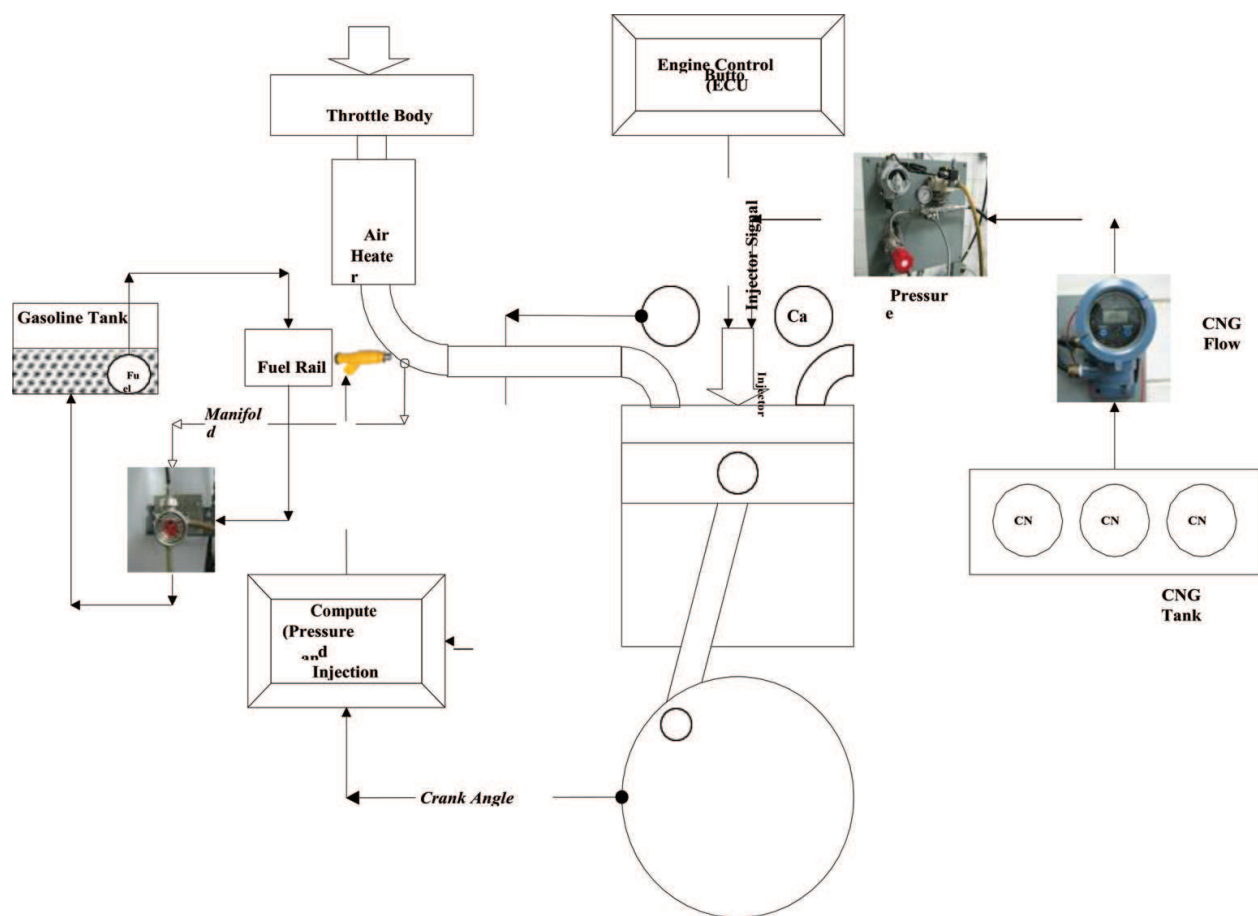 Engine Control
Butto
(ECU
Throttle Body
Air
Heate
r
Injector Signal
Pressur
e
Ca
CNG
Flow
Gasoline Tank
Fu
el
Fuel Rail
Injector
Manifol
d
CN
CN
CN
CNG
Tank
Compute
(Pressure
and
Injection
Crank Angle